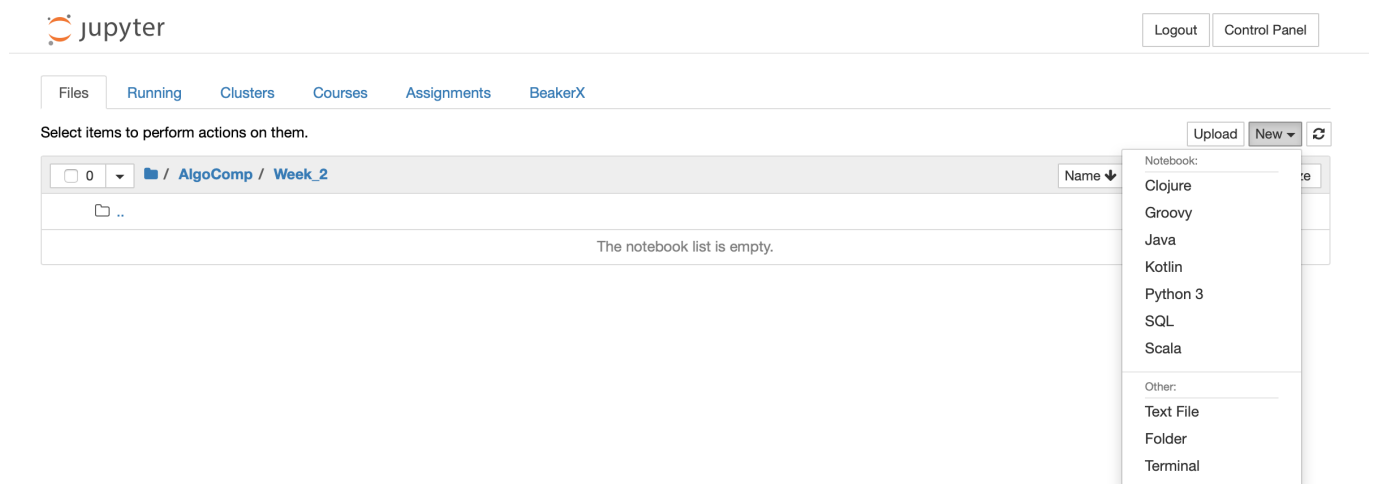 jupyter
Logout Control Panel
Files Running Clusters Courses Assignments BeakerX
Select items to perform actions on them.
Upload New
0 / AlgoComp / Week_2 Name
..
The notebook list is empty.
Notebook:
Clojure
Groovy
Java
Kotlin
Python 3
SQL
Scala
Other:
Text File
Folder
Terminal